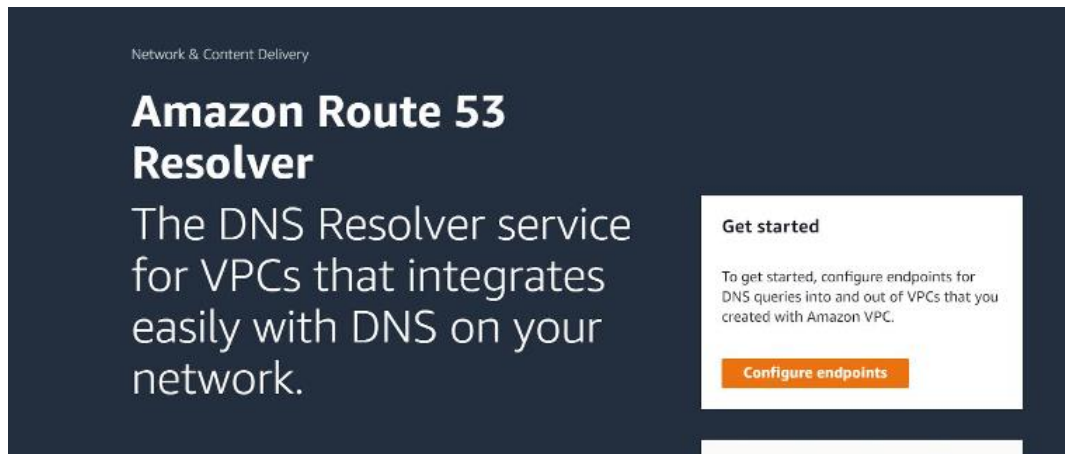 Network & Content Delivery
Amazon Route 53
Resolver
The DNS Resolver service
for VPCs that integrates
easily with DNS on your
network.
Get started
To get started, configure endpoints for
DNS queries into and out of VPCs that you
created with Amazon VPC.
Configure endpoints